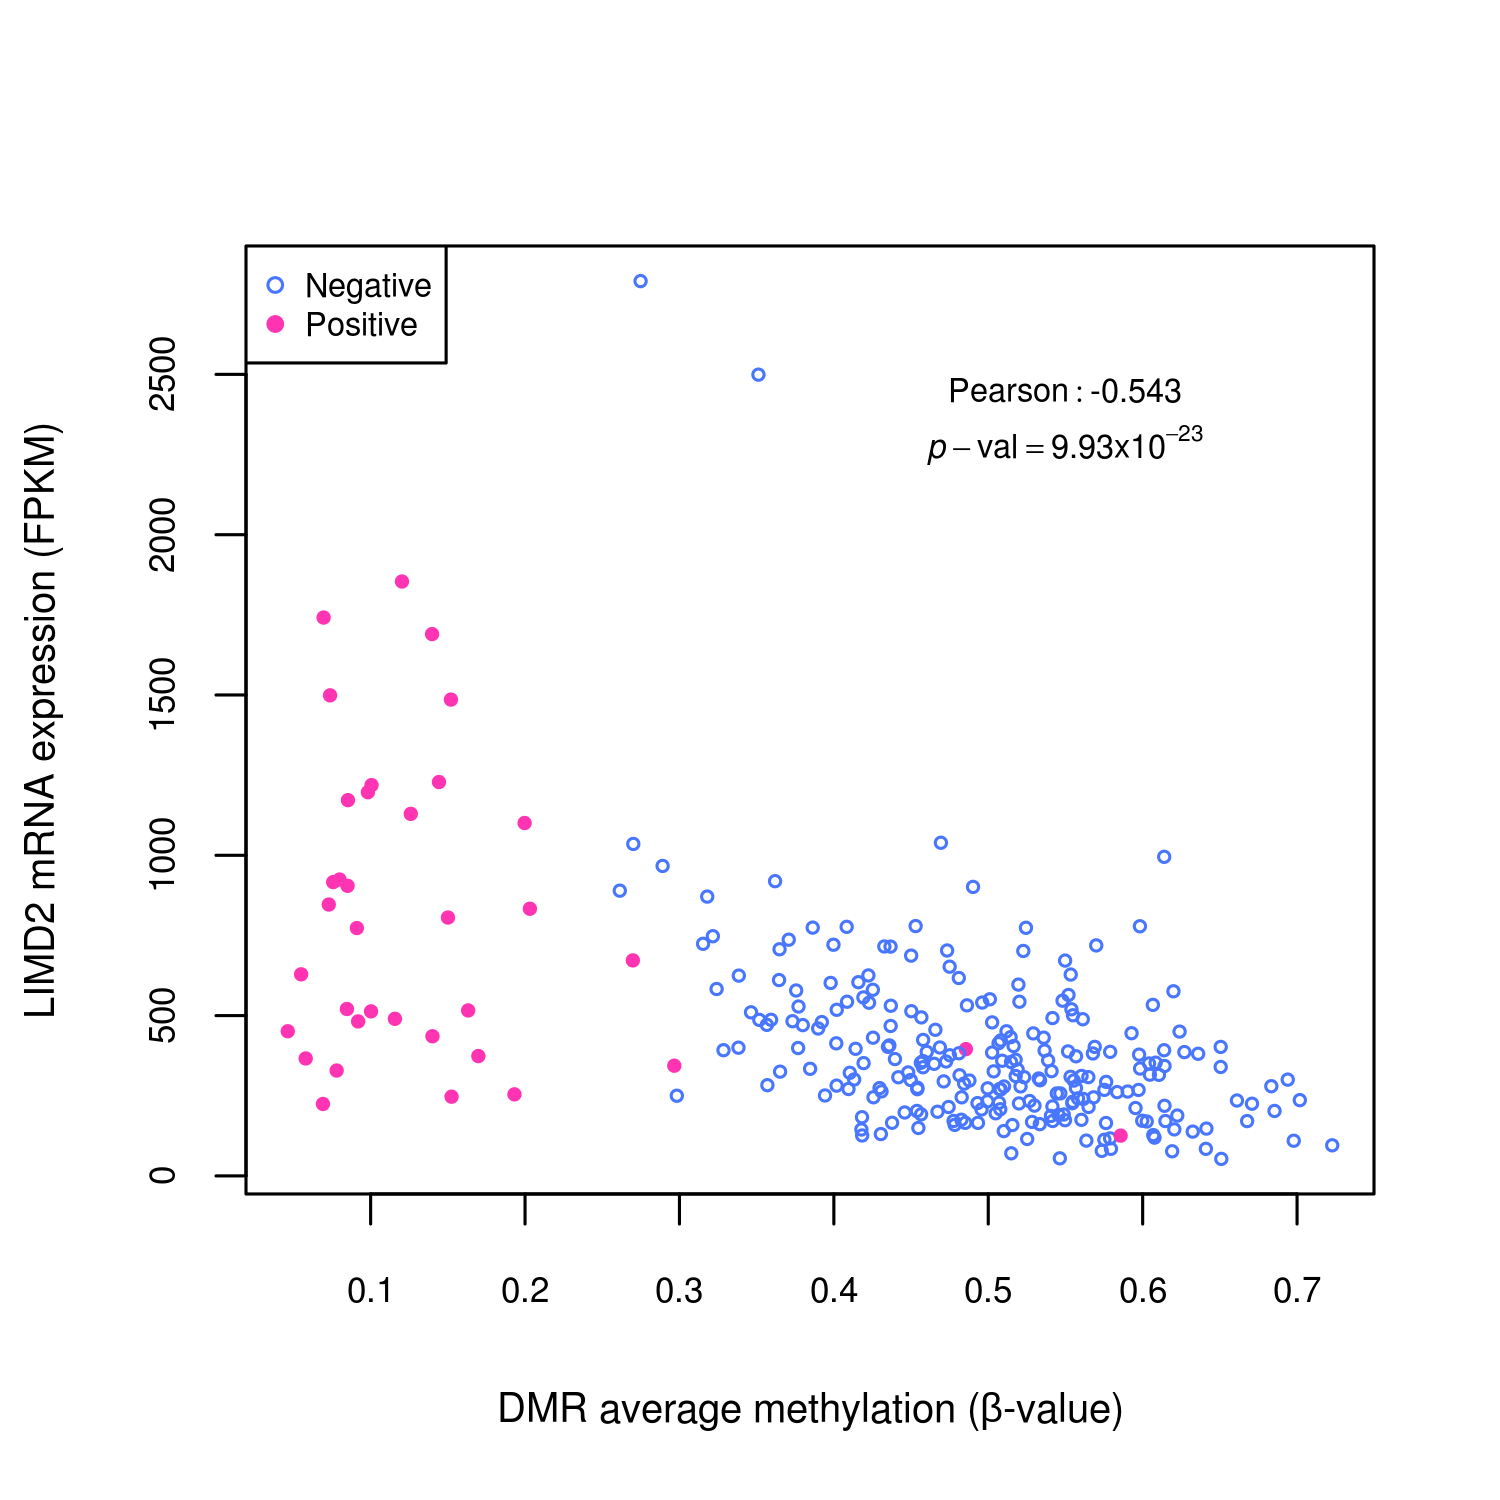 Negative
Positive
Pearson : -0.543
p − val = 9.93x10⁻²³
LIMD2 mRNA expression (FPKM)
2500
2000
1500
1000
500
0
0.1 0.2 0.3 0.4 0.5 0.6 0.7
DMR average methylation (β-value)